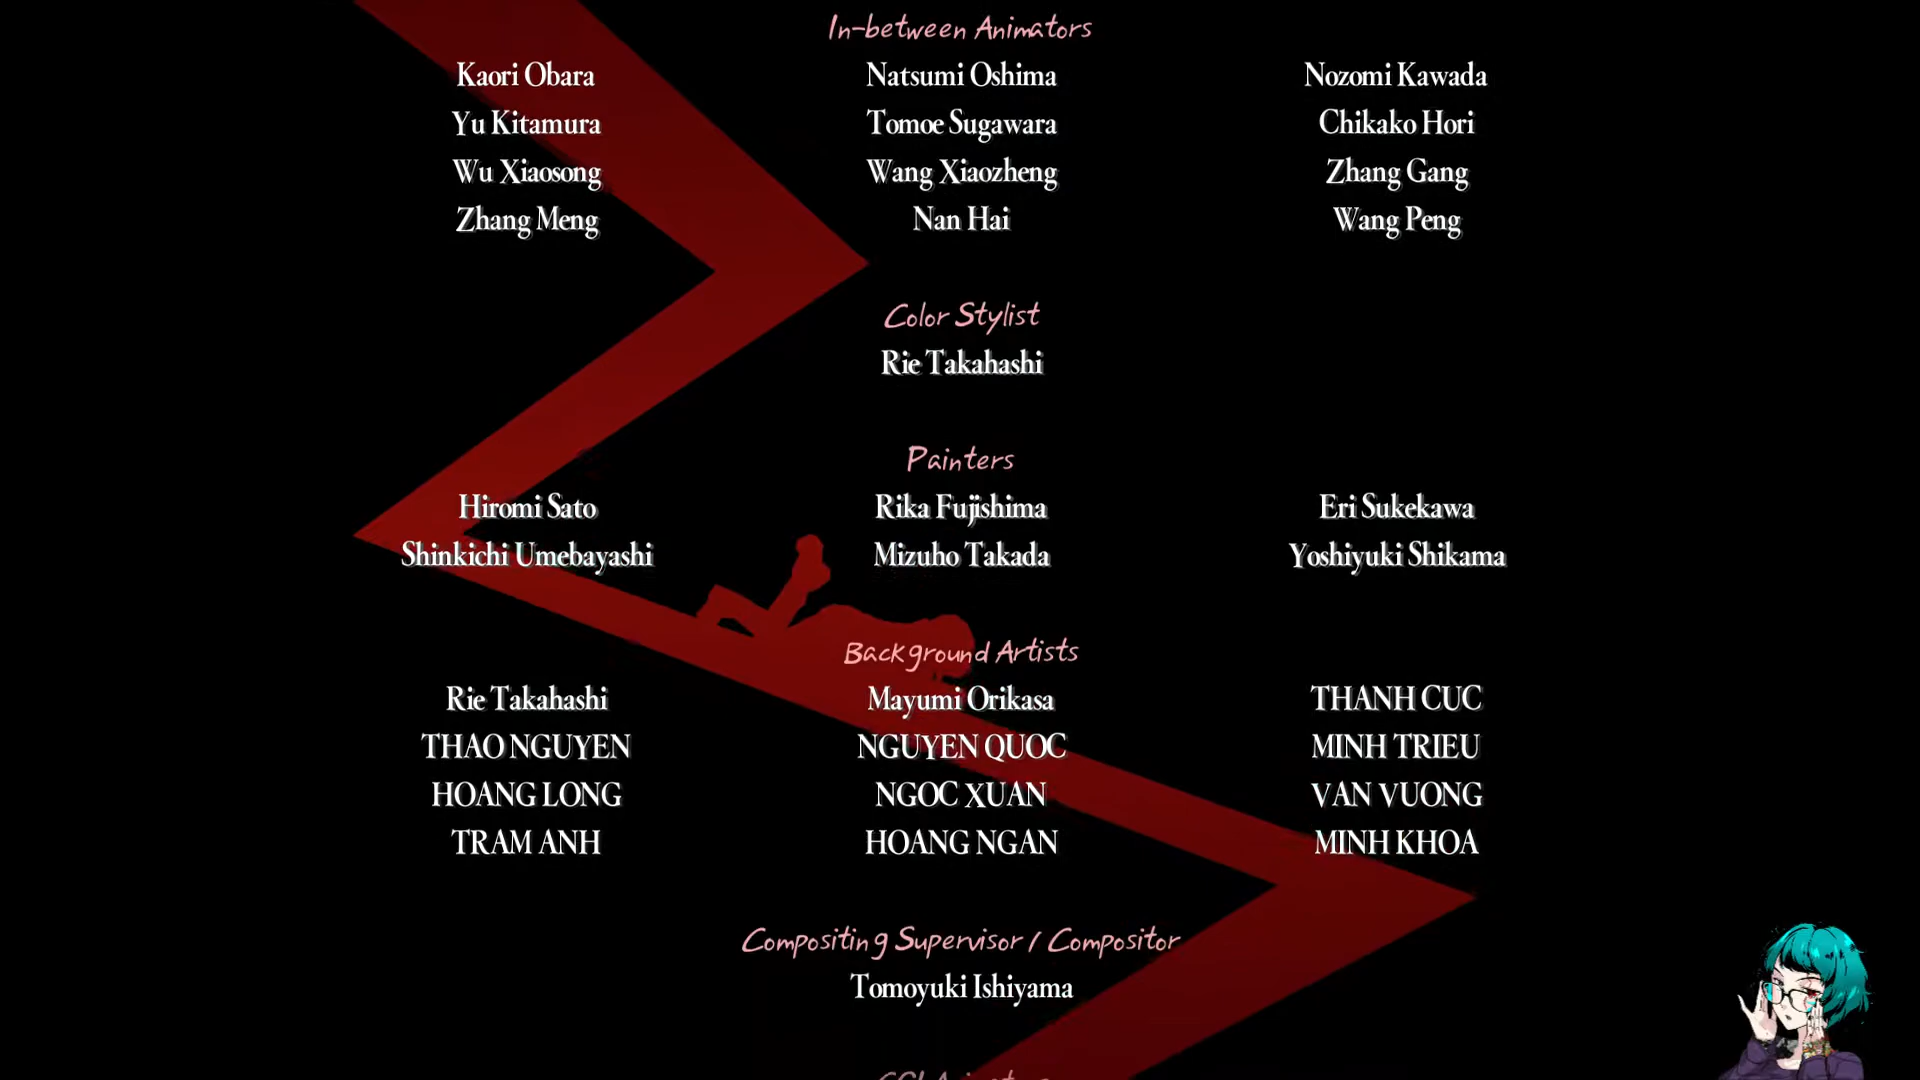 In-between Animators
Kaori Obara Natsumi Oshima Nozomi Kawada
Yu Kitamura Tomoe Sugawara Chikako Hori
Wu Xiaosong Wang Xiaozheng Zhang Gang
Zhang Meng Nan Hai Wang Peng
Color Stylist
Rie Takahashi
Painters
Hiromi Sato Rika Fujishima Eri Sukekawa
Shinkichi Umebayashi Mizuho Takada Yoshiyuki Shikama
Background Artists
Rie Takahashi Mayumi Orikasa THANH CUC
THAO NGUYEN NGUYEN QUOC MINH TRIEU
HOANG LONG NGOC XUAN VAN VUONG
TRAM ANH HOANG NGAN MINH KHOA
Compositing Supervisor / Compositor
Tomoyuki Ishiyama